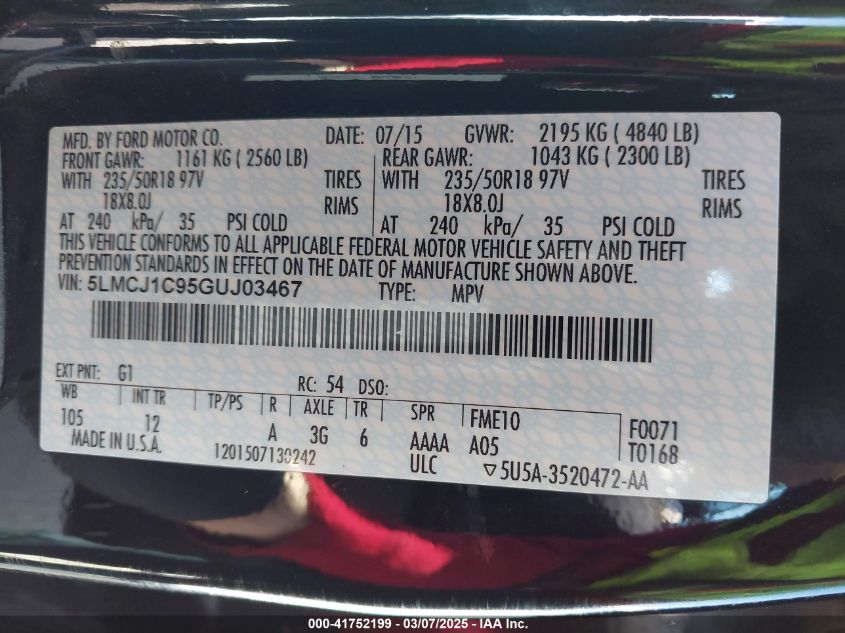 MFD. BY FORD MOTOR CO. DATE: 07/15 GVWR: 2195 KG ( 4840 LB)
FRONT GAWR: 1161 KG ( 2560 LB) REAR GAWR: 1043 KG ( 2300 LB)
WITH 235/50R18 97V TIRES WITH 235/50R18 97V TIRES
18X8.0J RIMS 18X8.0J RIMS
AT 240 kPa/ 35 PSI COLD AT 240 kPa/ 35 PSI COLD
THIS VEHICLE CONFORMS TO ALL APPLICABLE FEDERAL MOTOR VEHICLE SAFETY AND THEFT
PREVENTION STANDARDS IN EFFECT ON THE DATE OF MANUFACTURE SHOWN ABOVE.
VIN: 5LMCJ1C95GUJ03467 TYPE: MPV
EXT PNT: G1 RC: 54 DSO:
WB INT TR TP/PS R AXLE TR SPR FME10 F0071
105 12 A 3G 6 AAAA A05 T0168
MADE IN U.S.A. 1201507130242 ULC ▽5U5A-3520472-AA
000-41752199 - 03/07/2025 - IAA Inc.